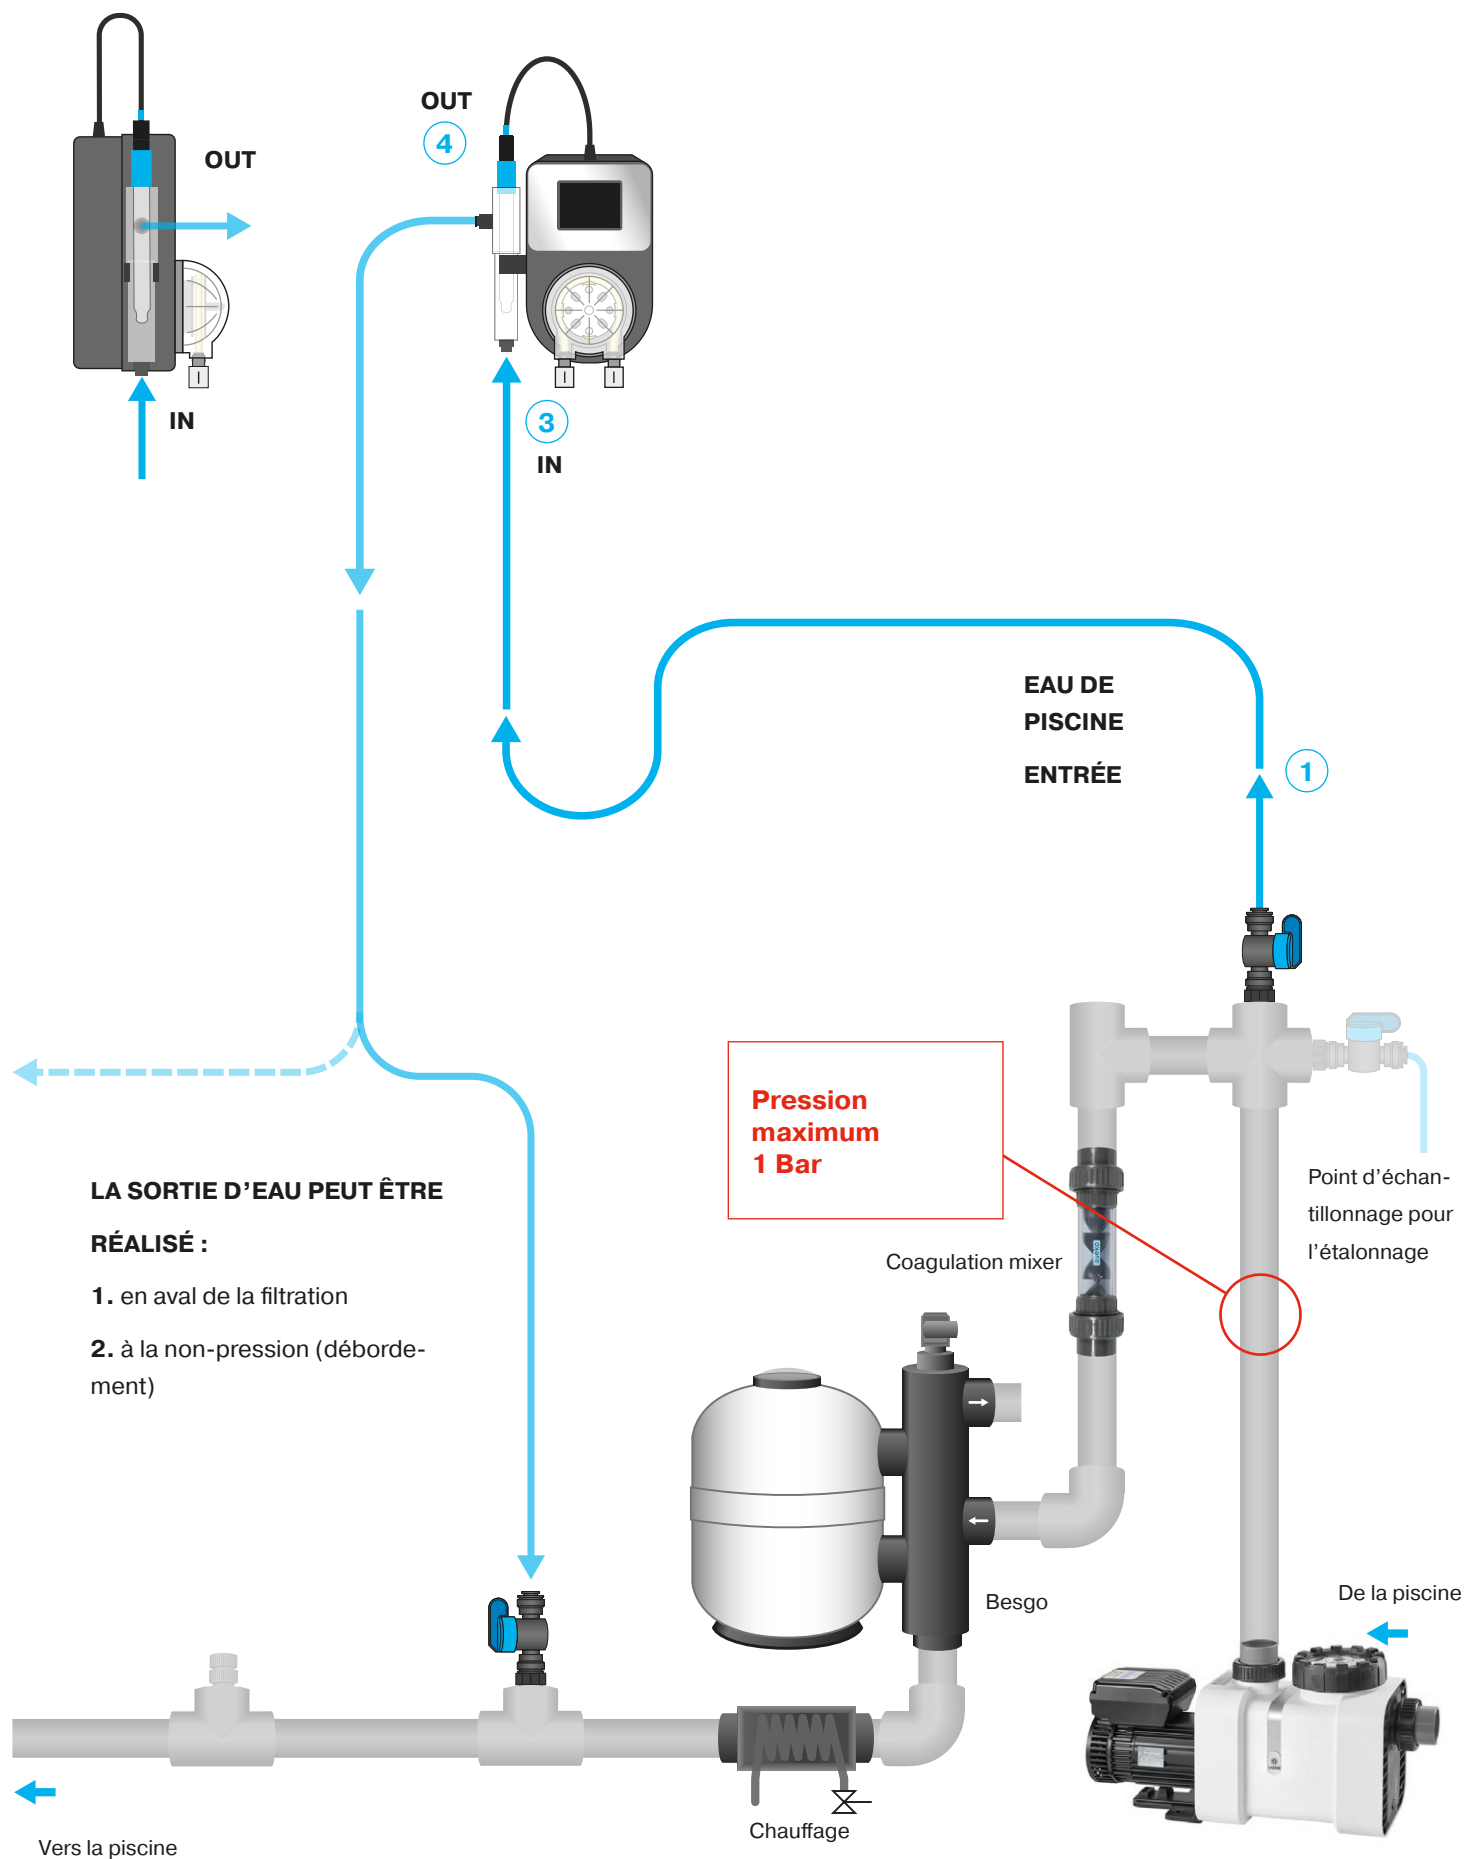 OUT
4
OUT
IN
3
IN
EAU DE
PISCINE
ENTRÉE
1
Pression
maximum
1 Bar
LA SORTIE D’EAU PEUT ÊTRE
RÉALISÉ :
1. en aval de la filtration
2. à la non-pression (déborde-
ment)
Point d’échan-
tillonnage pour
l’étalonnage
Coagulation mixer
Besgo
De la piscine
Chauffage
Vers la piscine